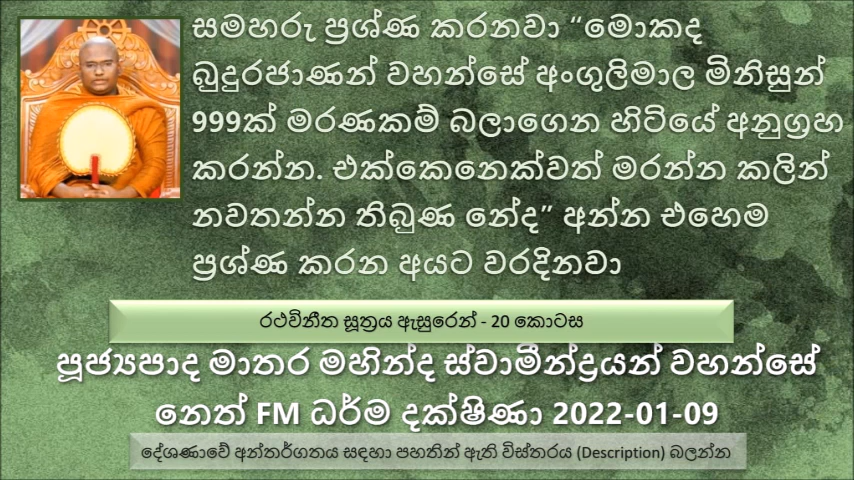 සමහරු ප්‍රශ්ණ කරනවා “මොකද
බුදුරජාණන් වහන්සේ අංගුලිමාල මිනිසුන්
999ක් මරණකම් බලාගෙන හිටියේ අනුග්‍රහ
කරන්න. එක්කෙනෙක්වත් මරන්න කලින්
නවතන්න තිබුණ නේද” අන්න එහෙම
ප්‍රශ්ණ කරන අයට වරදිනවා
රථවිනීත සූත්‍රය ඇසුරෙන් - 20 කොටස
පූජ්‍යපාද මාතර මහින්ද ස්වාමීන්ද්‍රයන් වහන්සේ
නෙත් FM ධර්ම දක්ෂිණා 2022-01-09
දේශණාවේ අන්තර්ගතය සඳහා පහතින් ඇති විස්තරය (Description) බලන්න